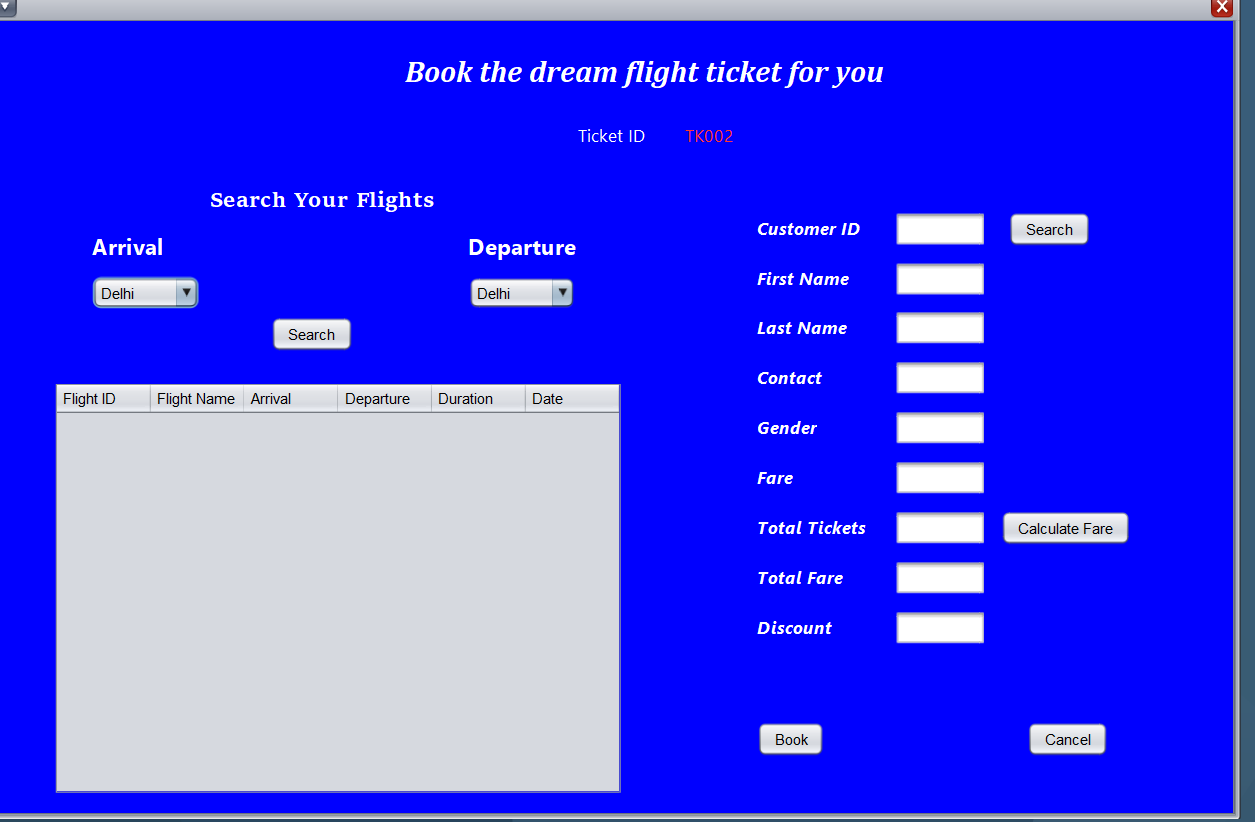 Book the dream flight ticket for you
Ticket ID TK002
Search Your Flights
Arrival Departure
Delhi Delhi
Search
Flight ID Flight Name Arrival Departure Duration Date
Customer ID Search
First Name
Last Name
Contact
Gender
Fare
Total Tickets Calculate Fare
Total Fare
Discount
Book Cancel